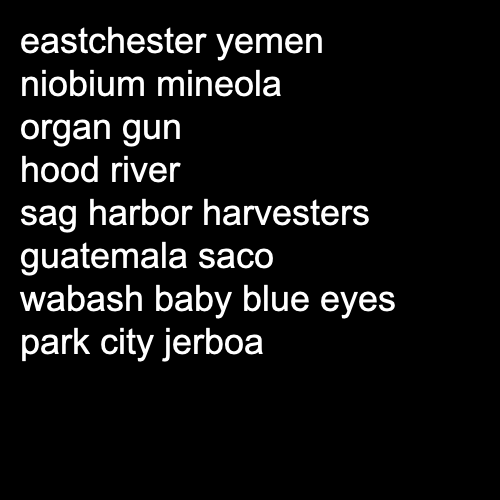 eastchester yemen
niobium mineola
organ gun
hood river
sag harbor harvesters
guatemala saco
wabash baby blue eyes
park city jerboa